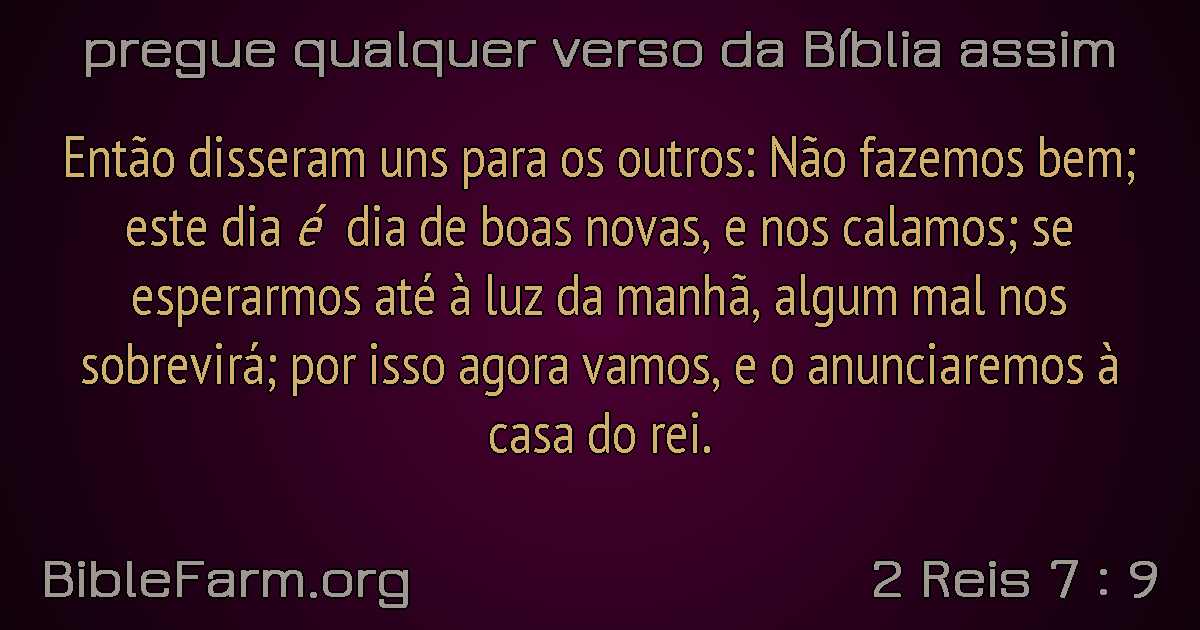 pregue qualquer verso da Bíblia assim
Então disseram uns para os outros: Não fazemos bem;
este dia é dia de boas novas, e nos calamos; se
esperarmos até à luz da manhã, algum mal nos
sobrevirá; por isso agora vamos, e o anunciaremos à
casa do rei.
BibleFarm.org
2 Reis 7 : 9